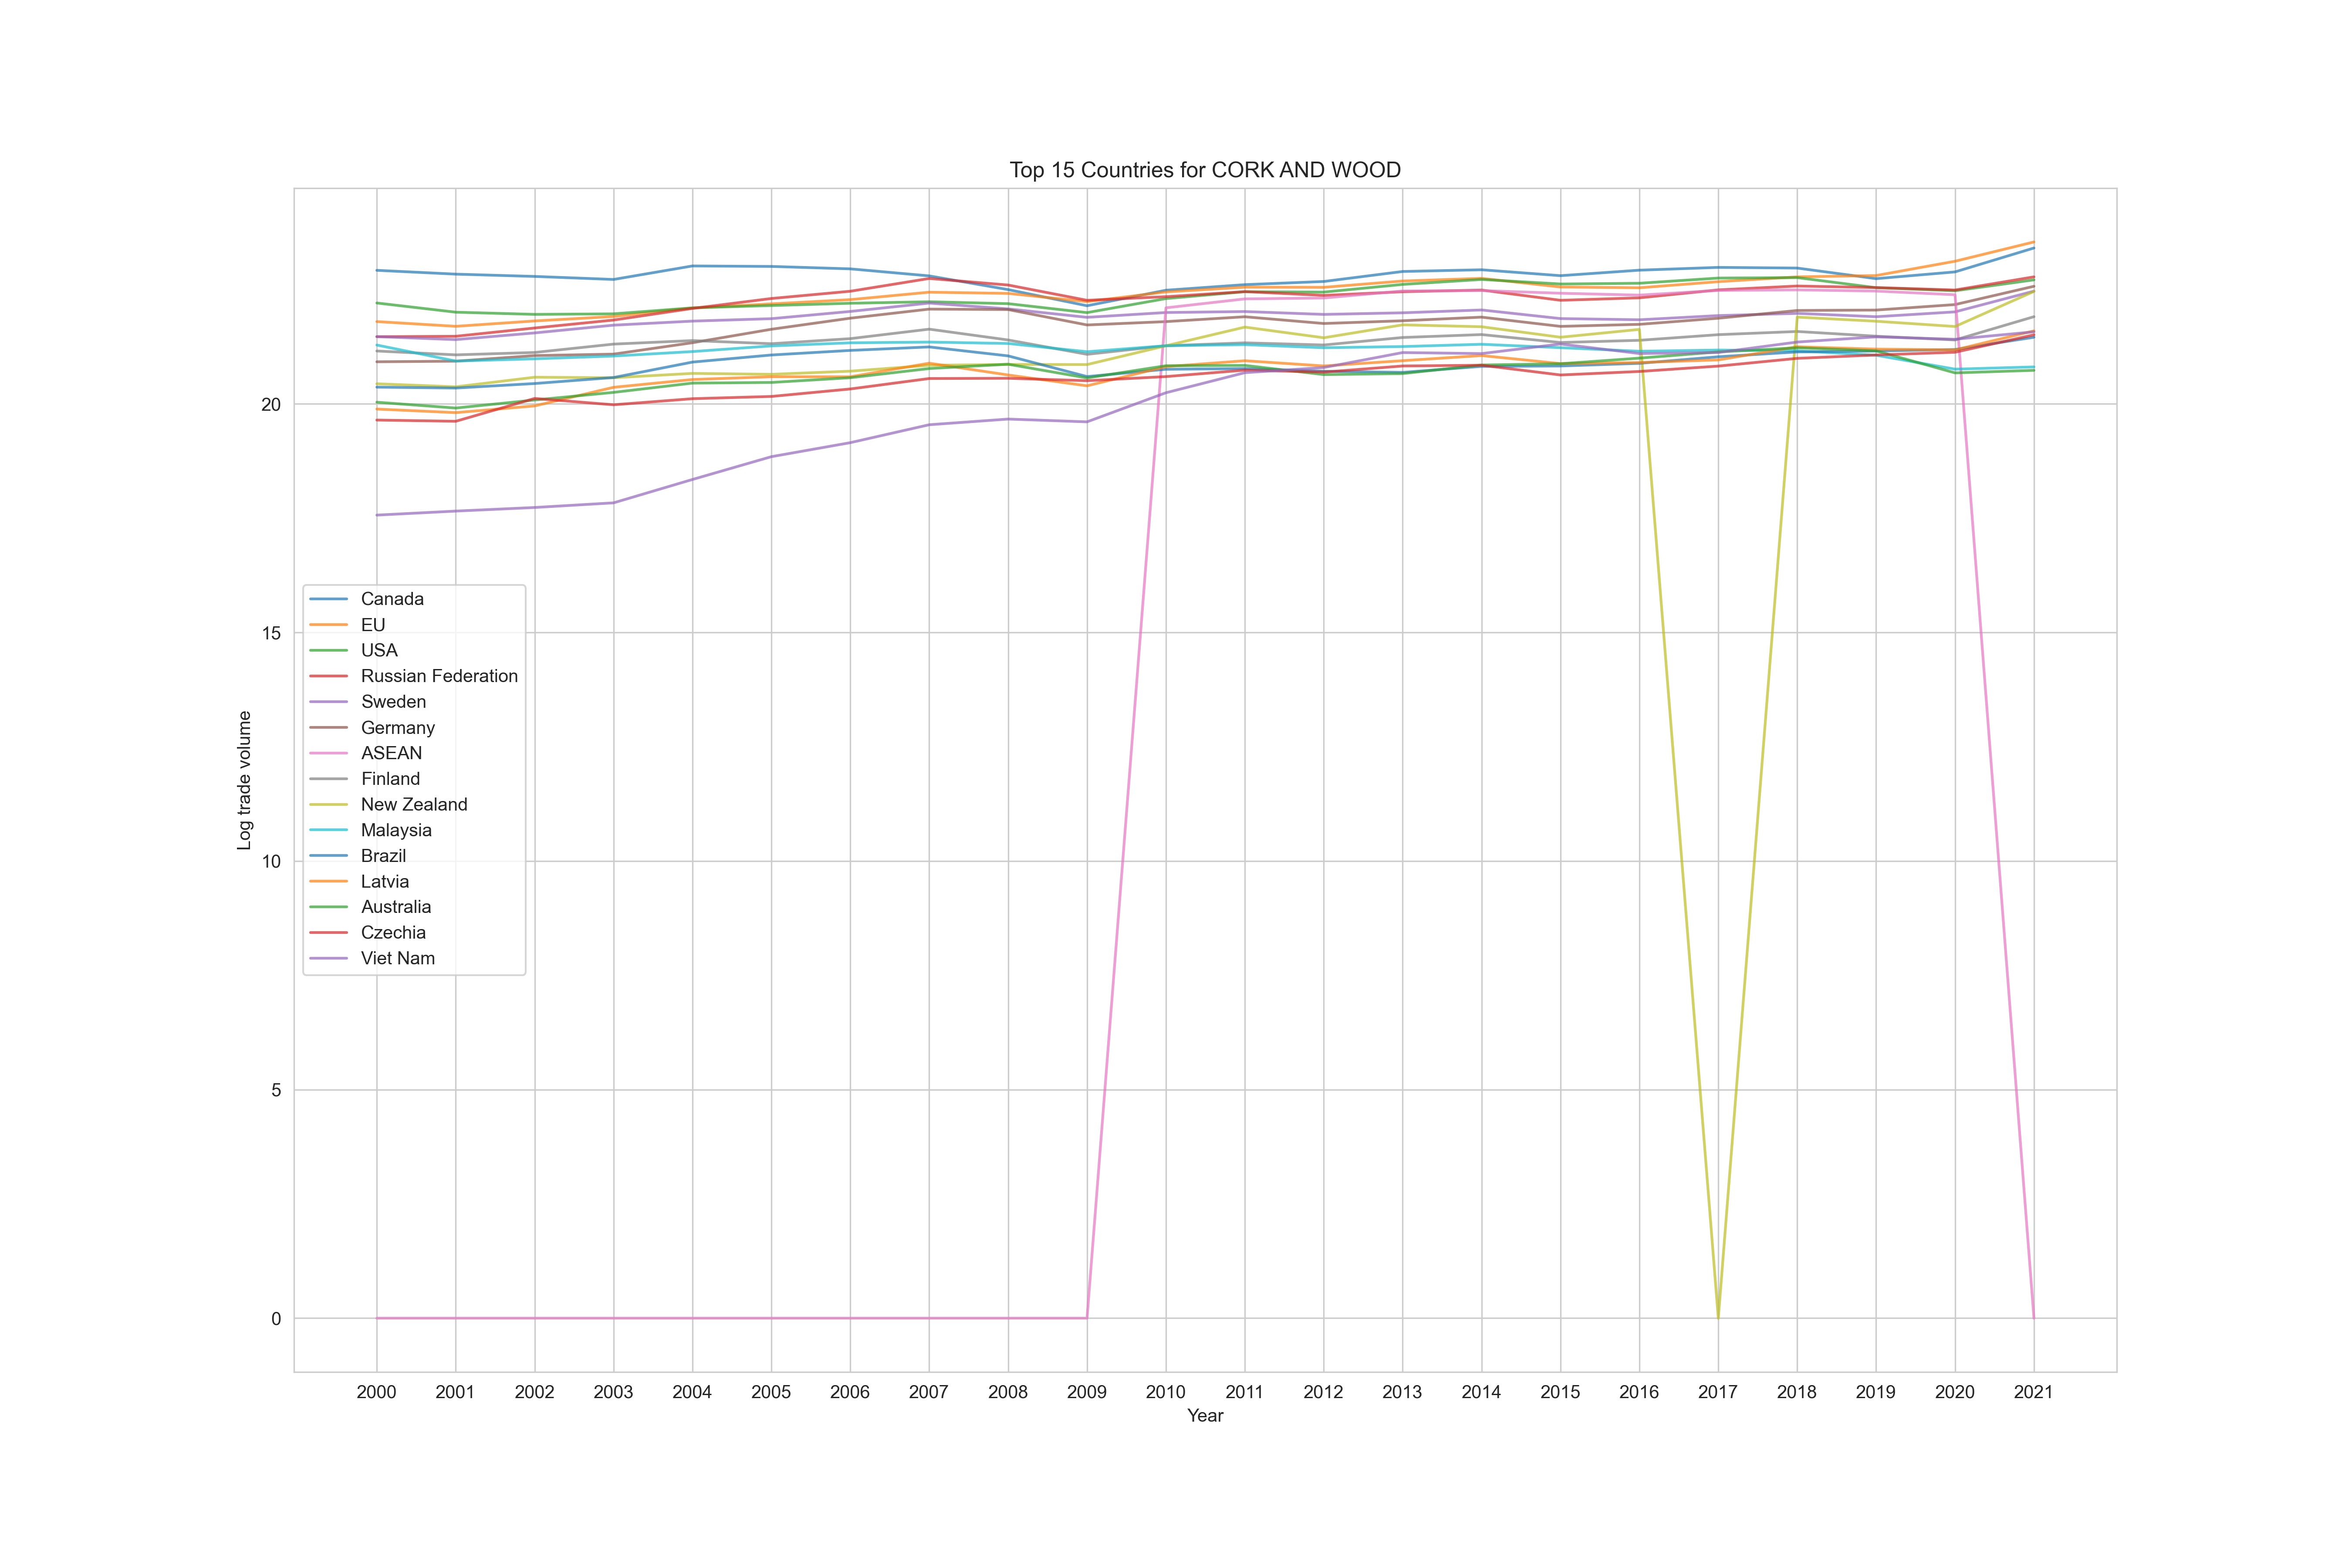 Top 15 Countries for CORK AND WOOD
Log trade volume
20
15
10
5
0
Canada
EU
USA
Russian Federation
Sweden
Germany
ASEAN
Finland
New Zealand
Malaysia
Brazil
Latvia
Australia
Czechia
Viet Nam
2000 2001 2002 2003 2004 2005 2006 2007 2008 2009 2010 2011 2012 2013 2014 2015 2016 2017 2018 2019 2020 2021
Year